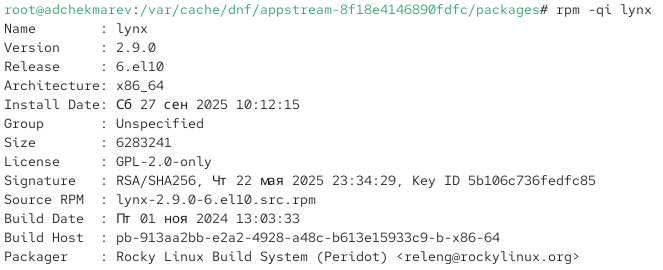 root@adchekmarev:/var/cache/dnf/appstream-8f18e4146890fdfc/packages# rpm -qi lynx
Name        : lynx
Version     : 2.9.0
Release     : 6.el10
Architecture: x86_64
Install Date: Сб 27 сен 2025 10:12:15
Group       : Unspecified
Size        : 6283241
License     : GPL-2.0-only
Signature   : RSA/SHA256, Чт 22 мая 2025 23:34:29, Key ID 5b106c736fedfc85
Source RPM  : lynx-2.9.0-6.el10.src.rpm
Build Date  : Пт 01 ноя 2024 13:03:33
Build Host  : pb-913aa2bb-e2a2-4928-a48c-b613e15933c9-b-x86-64
Packager    : Rocky Linux Build System (Peridot) <releng@rockylinux.org>